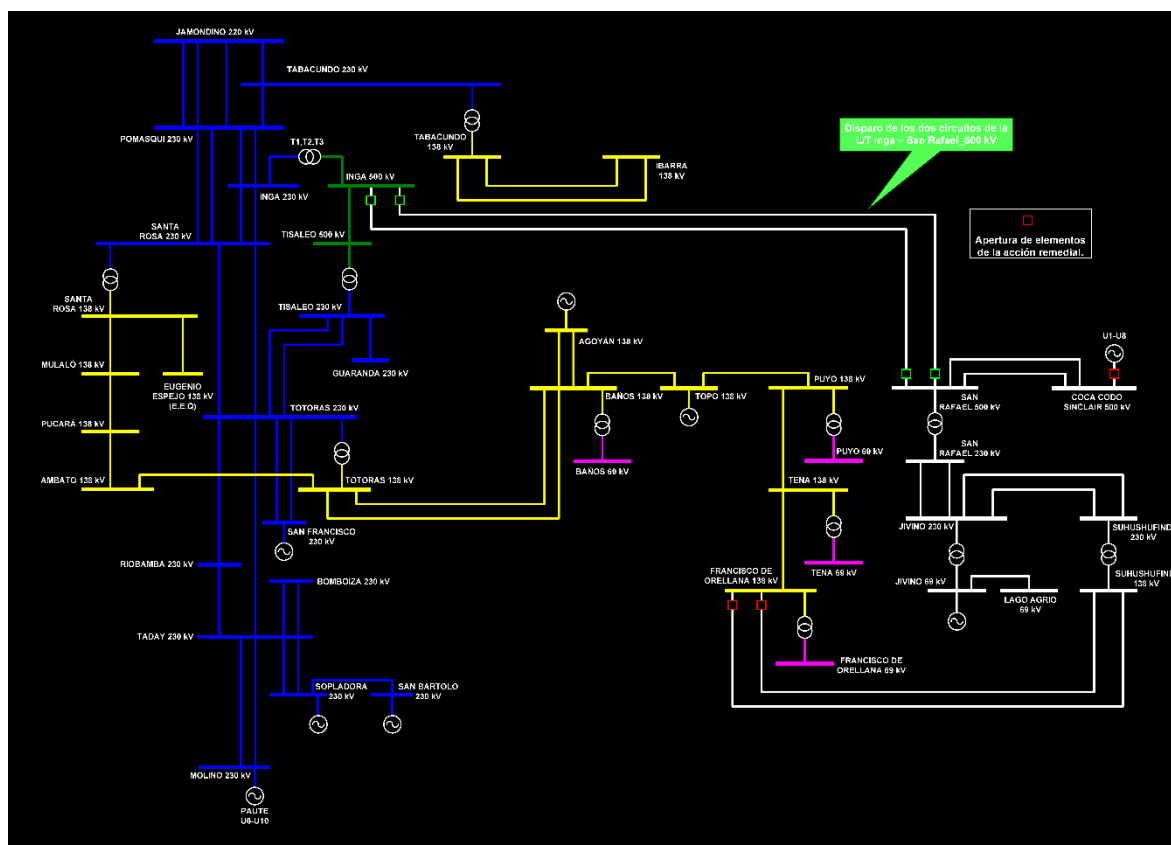 JAMONDINO 220 kV
TABACUNDO 230 kV
POMASQUI 230 kV
T1,T2,T3
TABACUNDO
138 kV
IBARRA
138 kV
Disparo de los dos circuitos de la
L/T Inga – San Rafael_500 kV
INGA 230 kV
INGA 500 kV
SANTA
ROSA 230 kV
TISALEO 500 kV
Apertura de elementos
de la acción remedial.
SANTA
ROSA 138 kV
TISALEO 230 kV
MULALÓ 138 kV
EUGENIO
ESPEJO 138 kV
(E.E.Q)
GUARANDA 230 kV
AGOYÁN 138 kV
U1-U8
PUCARÁ 138 kV
TOTORAS
230 kV
BAÑOS 138 kV
TOPO 138 kV
PUYO 138 kV
SAN
RAFAEL 500 kV
COCA CODO
SINCLAIR 500 kV
AMBATO 138 kV
TOTORAS
138 kV
BAÑOS 69 kV
PUYO 69 kV
SAN
RAFAEL 230 kV
TENA 138 kV
SAN FRANCISCO
230 kV
JIVINO 230 kV
SUHUSHUFINDI
230 kV
RIOBAMBA 230 kV
BOMBOIZA 230 kV
TENA 69 kV
FRANCISCO DE
ORELLANA 138 kV
JIVINO 69 kV
LAGO AGRIO
69 kV
SUHUSHUFINDI
138 kV
TADAY 230 kV
FRANCISCO DE
ORELLANA 69 kV
SOPLADORA
230 kV
SAN BARTOLO
230 kV
MOLINO 230 kV
PAUTE
U6-U10